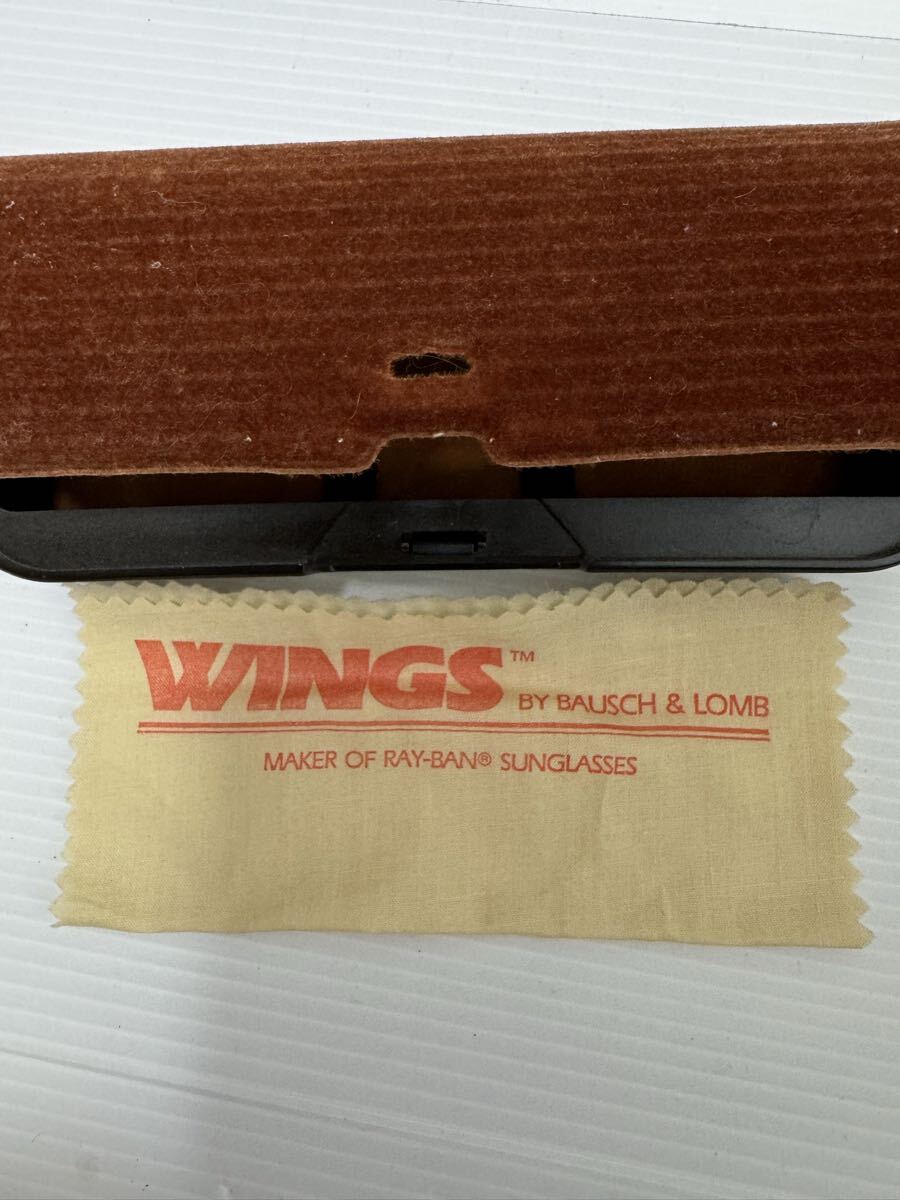 WINGS™ BY BAUSCH & LOMB
MAKER OF RAY-BAN® SUNGLASSES